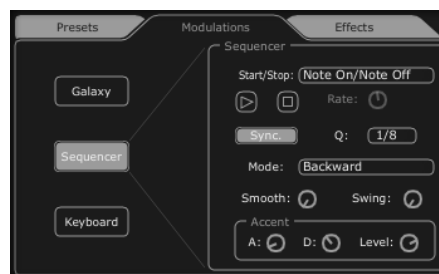 Presets Modulations Effects
Sequencer
Start/Stop: Note On/Note Off
Galaxy
Rate:
Sync. Q: 1/8
Sequencer
Mode: Backward
Smooth: Swing:
Keyboard
Accent
A: D: Level: